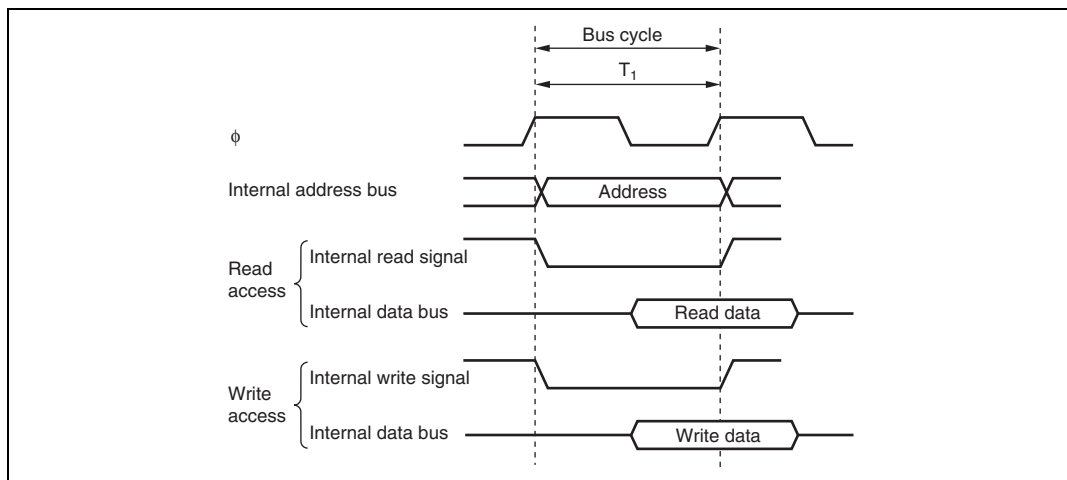 Bus cycle
T₁
ϕ
Internal address bus
Address
Read
access
Internal read signal
Internal data bus
Read data
Write
access
Internal write signal
Internal data bus
Write data